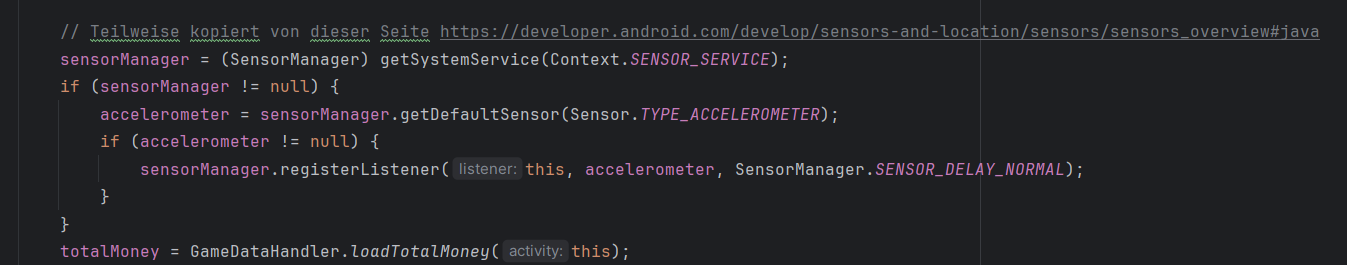 // Teilweise kopiert von dieser Seite https://developer.android.com/develop/sensors-and-location/sensors/sensors_overview#java
sensorManager = (SensorManager) getSystemService(Context.SENSOR_SERVICE);
if (sensorManager != null) {
accelerometer = sensorManager.getDefaultSensor(Sensor.TYPE_ACCELEROMETER);
if (accelerometer != null) {
sensorManager.registerListener( listener: this, accelerometer, SensorManager.SENSOR_DELAY_NORMAL);
}
}
totalMoney = GameDataHandler.loadTotalMoney( activity: this);